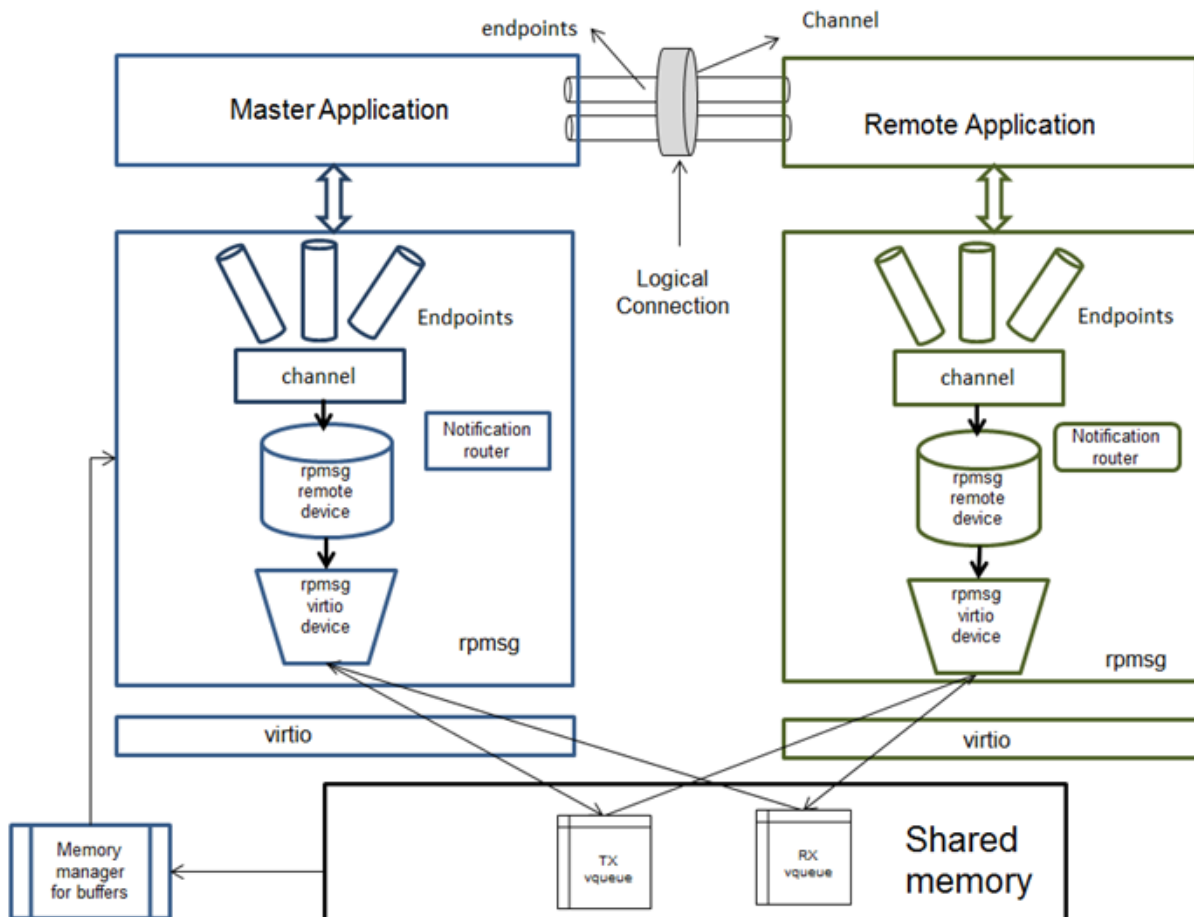 endpoints
Channel
Master Application
Remote Application
Logical
Connection
Endpoints
channel
Notification
router
rpmsg
remote
device
rpmsg
virtio
device
rpmsg
virtio
Endpoints
channel
Notification
router
rpmsg
remote
device
rpmsg
virtio
device
rpmsg
virtio
Memory
manager
for buffers
TX
vqueue
RX
vqueue
Shared
memory